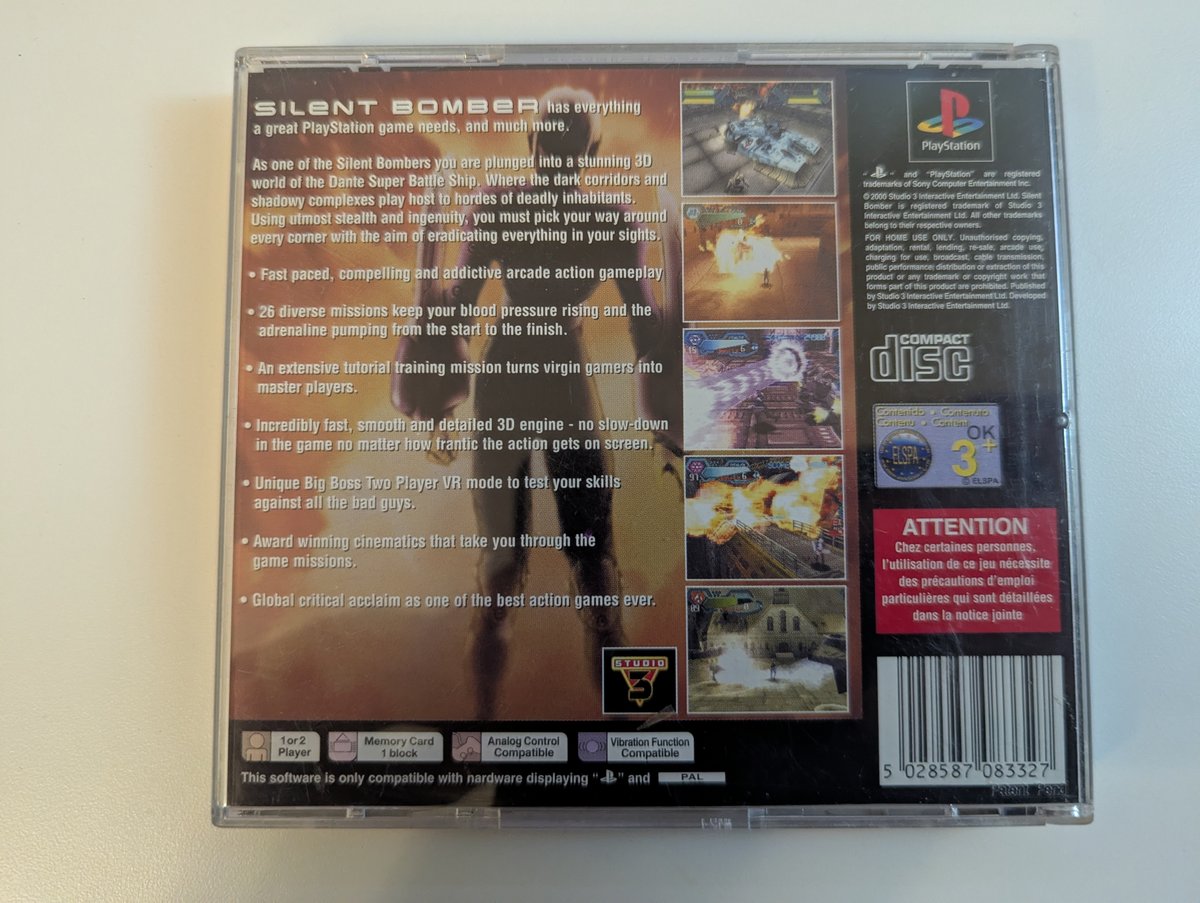 SILENT BOMBER has everything
a great PlayStation game needs, and much more.
As one of the Silent Bombers you are plunged into a stunning 3D
world of the Dante Super Battle Ship. Where the dark corridors and
shadowy complexes play host to hordes of deadly inhabitants.
Using utmost stealth and ingenuity, you must pick your way around
every corner with the aim of eradicating everything in your sights.
• Fast paced, compelling and addictive arcade action gameplay
• 26 diverse missions keep your blood pressure rising and the
adrenaline pumping from the start to the finish.
• An extensive tutorial training mission turns virgin gamers into
master players.
• Incredibly fast, smooth and detailed 3D engine - no slow-down
in the game no matter how frantic the action gets on screen.
• Unique Big Boss Two Player VR mode to test your skills
against all the bad guys.
• Award winning cinematics that take you through the
game missions.
• Global critical acclaim as one of the best action games ever.
STUDIO
3
PlayStation
" " and "PlayStation" are registered
trademarks of Sony Computer Entertainment Inc.
© 2000 Studio 3 Interactive Entertainment Ltd. Silent
Bomber is registered trademark of Studio 3
Interactive Entertainment Ltd. All other trademarks
belong to their respective owners.
FOR HOME USE ONLY. Unauthorised copying,
adaptation, rental, lending, re-sale, arcade use,
charging for use, broadcast, cable transmission,
public performance, distribution or extraction of this
product or any trademark or copyright work that
forms part of this product are prohibited. Published
by Studio 3 Interactive Entertainment Ltd. Developed
by Studio 3 Interactive Entertainment Ltd.
COMPACT
disc
Contenido • Contenuto
Contenu • Content
ELSPA
OK
3+
© ELSPA
ATTENTION
Chez certaines personnes,
l'utilisation de ce jeu nécessite
des précautions d'emploi
particulières qui sont détaillées
dans la notice jointe
5 028587 083327
Patent Pend
1 or 2
Player
Memory Card
1 block
Analog Control
Compatible
Vibration Function
Compatible
This software is only compatible with hardware displaying " " and PAL